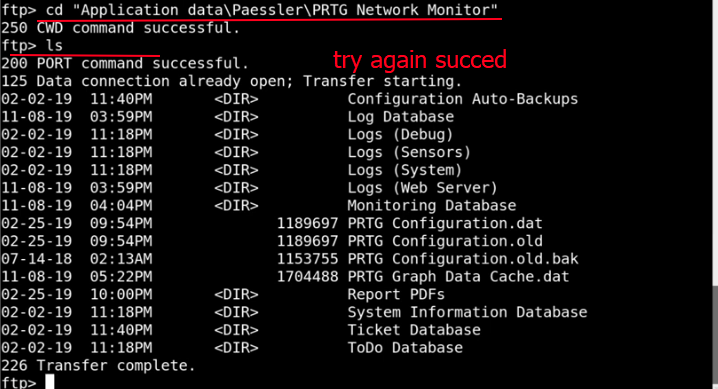 ftp> cd "Application data\Paessler\PRTG Network Monitor"
250 CWD command successful.
ftp> ls
200 PORT command successful.
try again succed
125 Data connection already open; Transfer starting.
02-02-19  11:40PM       <DIR>          Configuration Auto-Backups
11-08-19  03:59PM       <DIR>          Log Database
02-02-19  11:18PM       <DIR>          Logs (Debug)
02-02-19  11:18PM       <DIR>          Logs (Sensors)
02-02-19  11:18PM       <DIR>          Logs (System)
11-08-19  03:59PM       <DIR>          Logs (Web Server)
11-08-19  04:04PM       <DIR>          Monitoring Database
02-25-19  09:54PM              1189697 PRTG Configuration.dat
02-25-19  09:54PM              1189697 PRTG Configuration.old
07-14-18  02:13AM              1153755 PRTG Configuration.old.bak
11-08-19  05:22PM              1704488 PRTG Graph Data Cache.dat
02-25-19  10:00PM       <DIR>          Report PDFs
02-02-19  11:18PM       <DIR>          System Information Database
02-02-19  11:40PM       <DIR>          Ticket Database
02-02-19  11:18PM       <DIR>          ToDo Database
226 Transfer complete.
ftp>